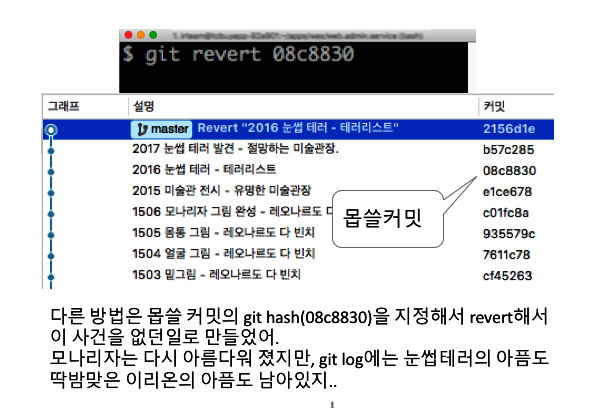 $ git revert 08c8830
그래프 설명 커밋
master Revert "2016 눈썹 테러 - 테러리스트" 2156d1e
2017 눈썹 테러 발견 - 절망하는 미술관장. b57c285
2016 눈썹 테러 - 테러리스트 08c8830
2015 미술관 전시 - 유명한 미술관장 e1ce678
1506 모나리자 그림 완성 - 레오나르도 다 c01fc8a
몹쓸커밋
1505 몸통 그림 - 레오나르도 다 빈치 935579c
1504 얼굴 그림 - 레오나르도 다 빈치 7611c78
1503 밑그림 - 레오나르도 다 빈치 cf45263
다른 방법은 몹쓸 커밋의 git hash(08c8830)을 지정해서 revert해서
이 사건을 없던일로 만들었어.
모나리자는 다시 아름다워 졌지만, git log에는 눈썹테러의 아픔도
딱밤맞은 이리온의 아픔도 남아있지..